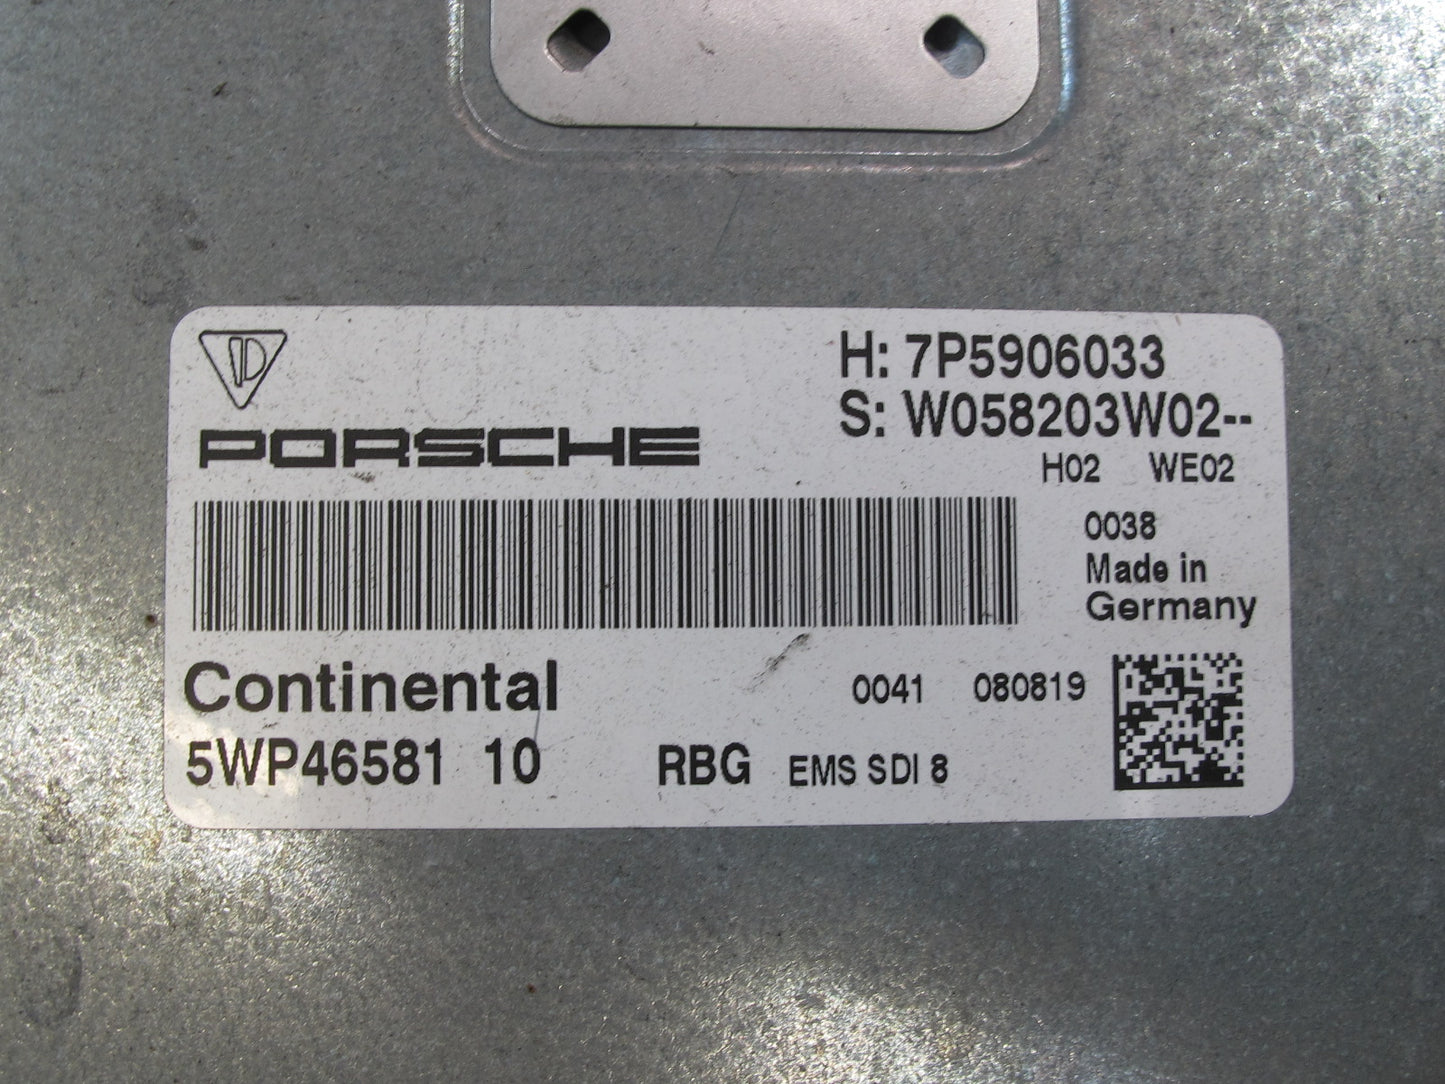 H: 7P5906033
S: W058203W02--
PORSCHE
H02 WE02
0038
Made in
Germany
Continental
0041 080819
5WP46581 10 RBG EMS SDI 8